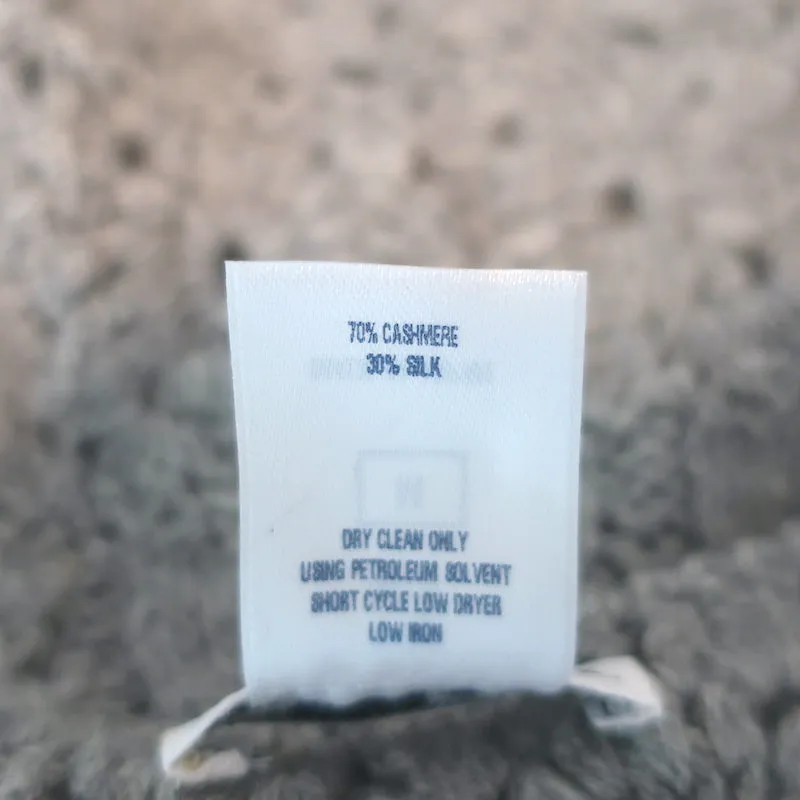 70% CASHMERE
30% SILK
DRY CLEAN ONLY
USING PETROLEUM SOLVENT
SHORT CYCLE LOW DRYER
LOW IRON